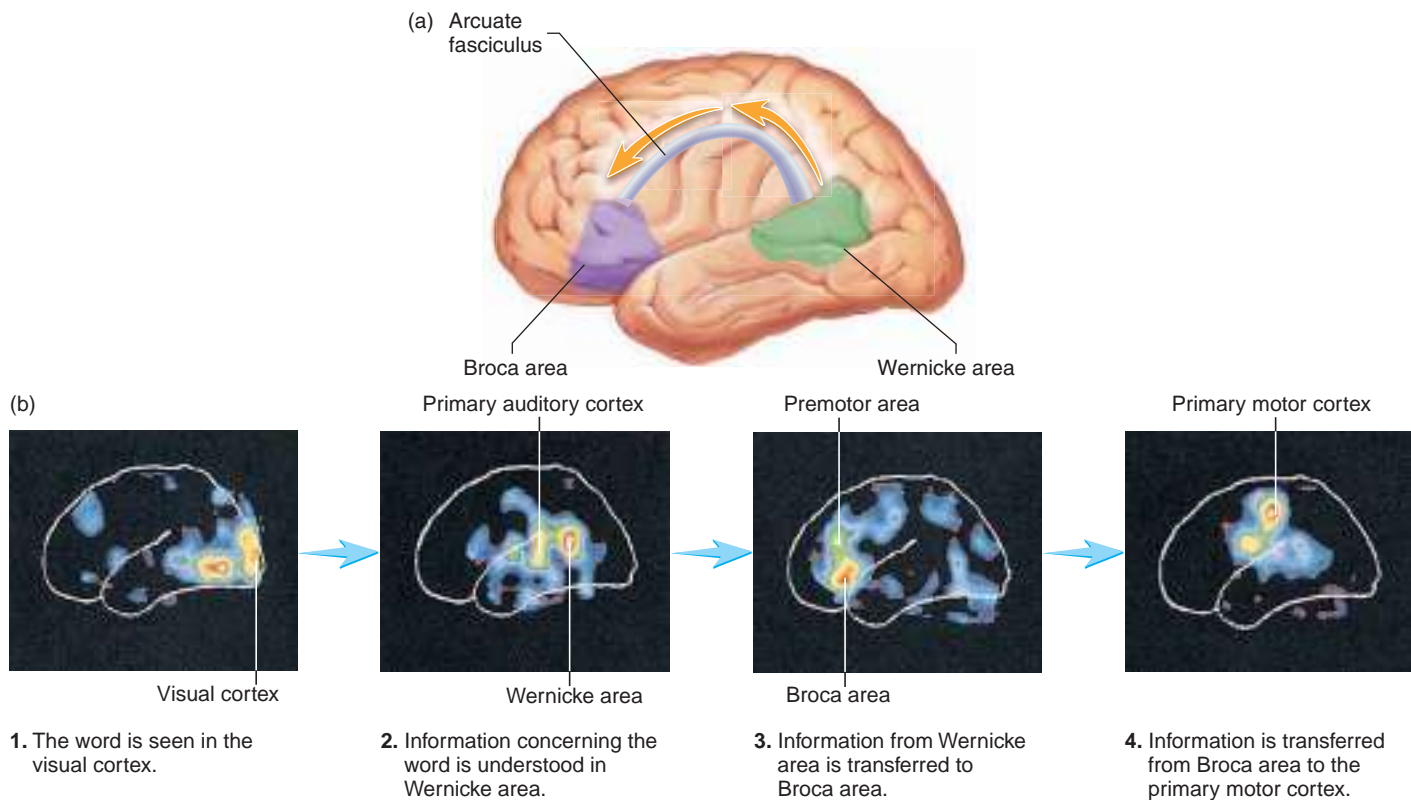 (a) Arcuate
fasciculus
Broca area
Wernicke area
(b)
Primary auditory cortex
Premotor area
Primary motor cortex
Visual cortex
Wernicke area
Broca area
1. The word is seen in the
visual cortex.
2. Information concerning the
word is understood in
Wernicke area.
3. Information from Wernicke
area is transferred to
Broca area.
4. Information is transferred
from Broca area to the
primary motor cortex.